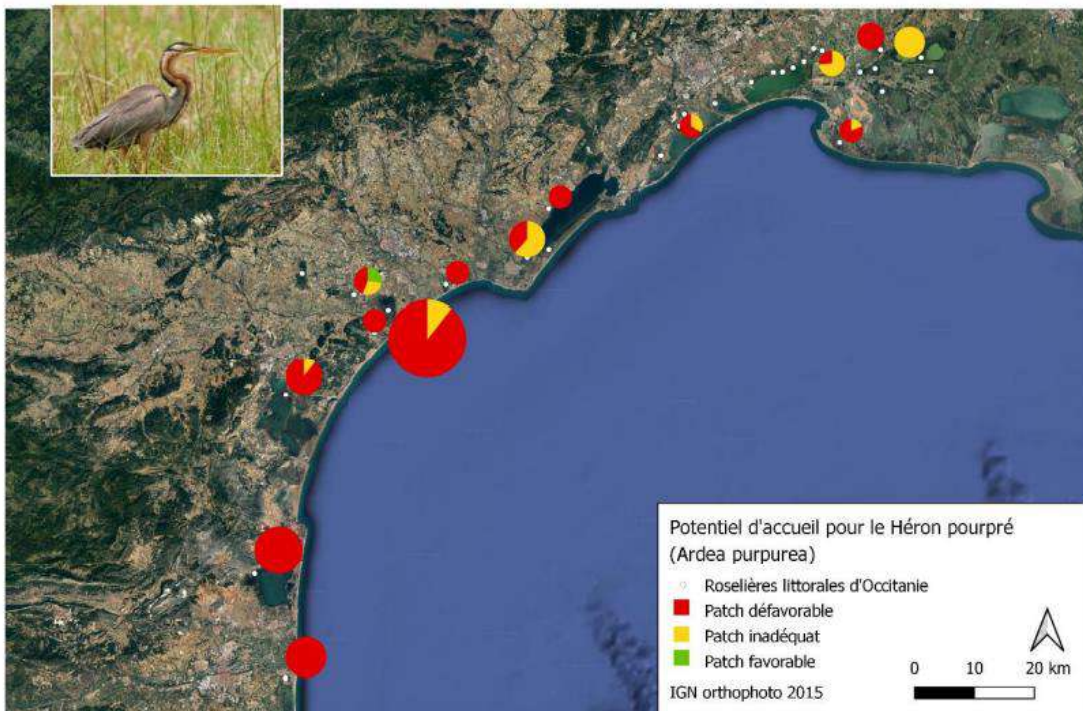 Potentiel d'accueil pour le Héron pourpré
(Ardea purpurea)
Roselières littorales d'Occitanie
Patch défavorable
Patch inadéquat
Patch favorable
IGN orthophoto 2015
0 10 20 km